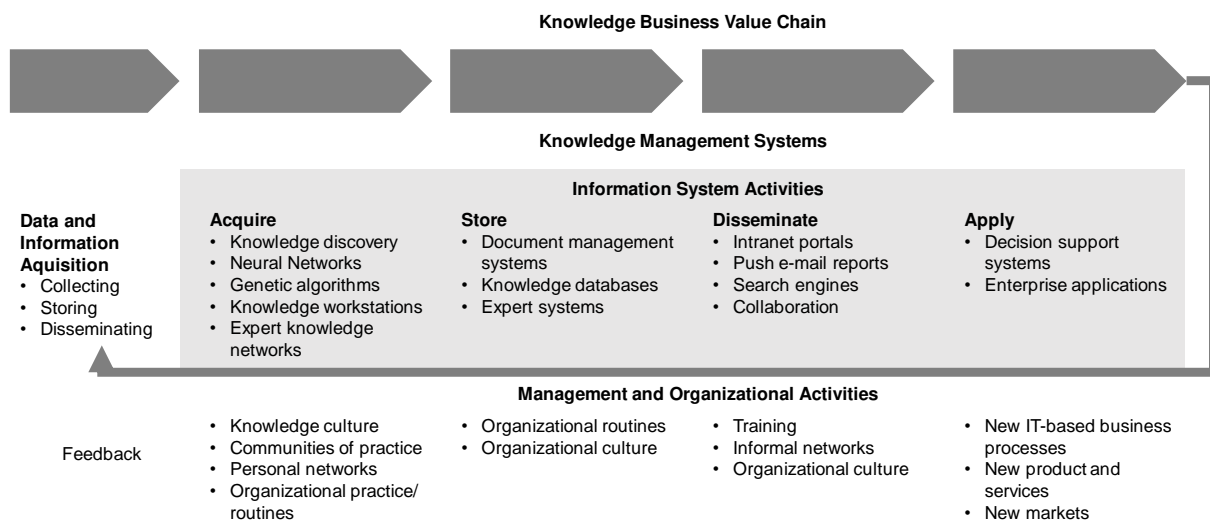 Knowledge Business Value Chain
Knowledge Management Systems
Information System Activities
Data and
Information
Aquisition
• Collecting
• Storing
• Disseminating
Acquire
• Knowledge discovery
• Neural Networks
• Genetic algorithms
• Knowledge workstations
• Expert knowledge
networks
Store
• Document management
systems
• Knowledge databases
• Expert systems
Disseminate
• Intranet portals
• Push e-mail reports
• Search engines
• Collaboration
Apply
• Decision support
systems
• Enterprise applications
Management and Organizational Activities
Feedback
• Knowledge culture
• Communities of practice
• Personal networks
• Organizational practice/
routines
• Organizational routines
• Organizational culture
• Training
• Informal networks
• Organizational culture
• New IT-based business
processes
• New product and
services
• New markets